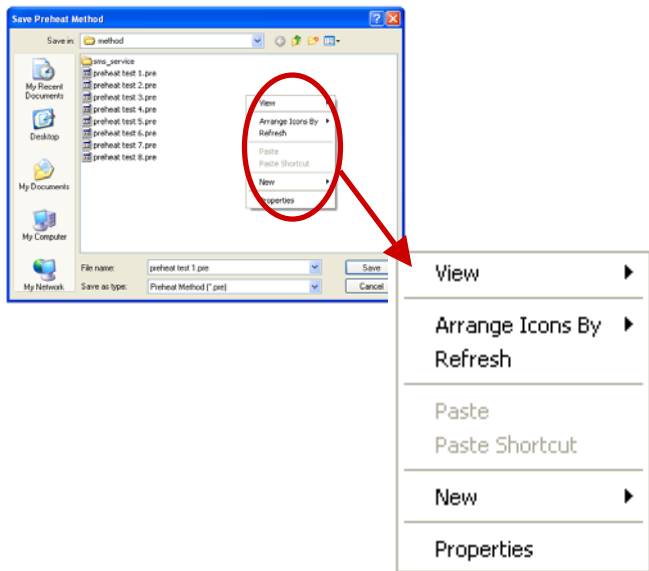 Save Preheat Method
Save in:
method
My Recent
Documents
Desktop
My Documents
My Computer
My Network
sms_service
preheat test 1.pre
preheat test 2.pre
preheat test 3.pre
preheat test 4.pre
preheat test 5.pre
preheat test 6.pre
preheat test 7.pre
preheat test 8.pre
View
Arrange Icons By
Refresh
Paste
Paste Shortcut
New
Properties
File name:
preheat test 1.pre
Save
Save as type:
Preheat Method (*.pre)
Cancel
View
Arrange Icons By
Refresh
Paste
Paste Shortcut
New
Properties